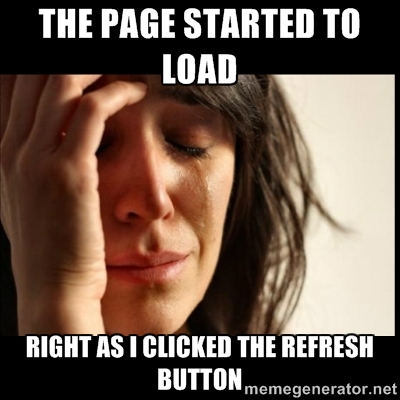 THE PAGE STARTED TO
LOAD
RIGHT AS I CLICKED THE REFRESH
BUTTON
memegenerator.net